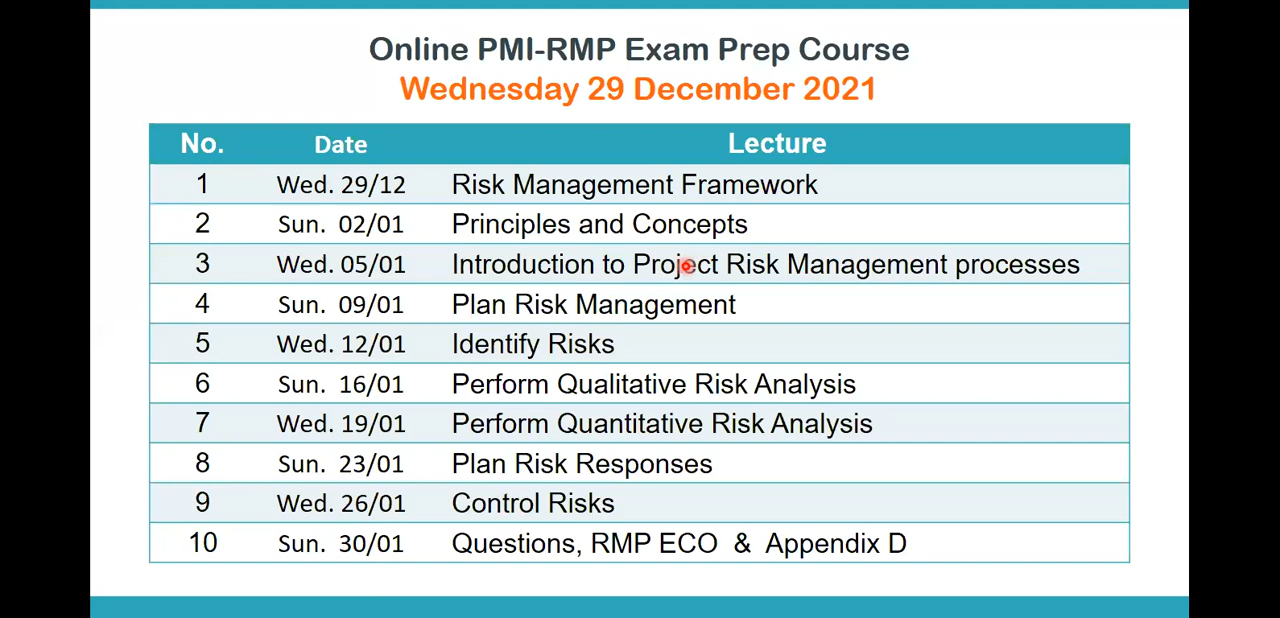 Online PMI-RMP Exam Prep Course
Wednesday 29 December 2021
No. Date Lecture
1 Wed. 29/12 Risk Management Framework
2 Sun. 02/01 Principles and Concepts
3 Wed. 05/01 Introduction to Project Risk Management processes
4 Sun. 09/01 Plan Risk Management
5 Wed. 12/01 Identify Risks
6 Sun. 16/01 Perform Qualitative Risk Analysis
7 Wed. 19/01 Perform Quantitative Risk Analysis
8 Sun. 23/01 Plan Risk Responses
9 Wed. 26/01 Control Risks
10 Sun. 30/01 Questions, RMP ECO & Appendix D